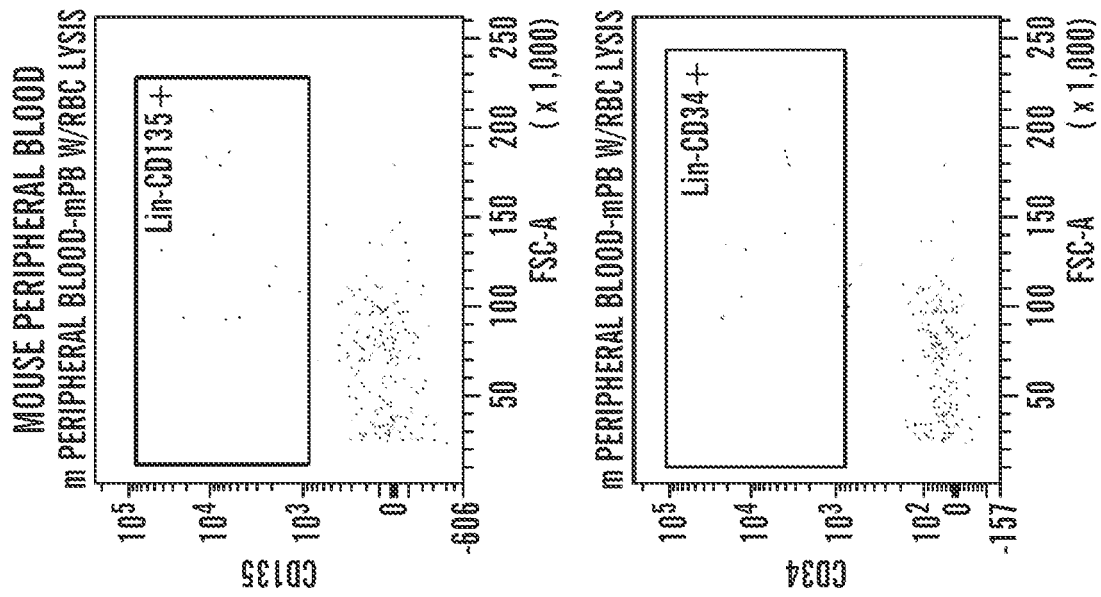 MOUSE PERIPHERAL BLOOD
m PERIPHERAL BLOOD-mPB W/RBC LYSIS
Lin-CD135+
CD135
10^5
10^4
10^3
0
-606
50 100 150 200 250
FSC-A (x 1,000)
m PERIPHERAL BLOOD-mPB W/RBC LYSIS
Lin-CD34+
CD34
10^5
10^4
10^3
10^2
0
-157
50 100 150 200 250
FSC-A (x 1,000)